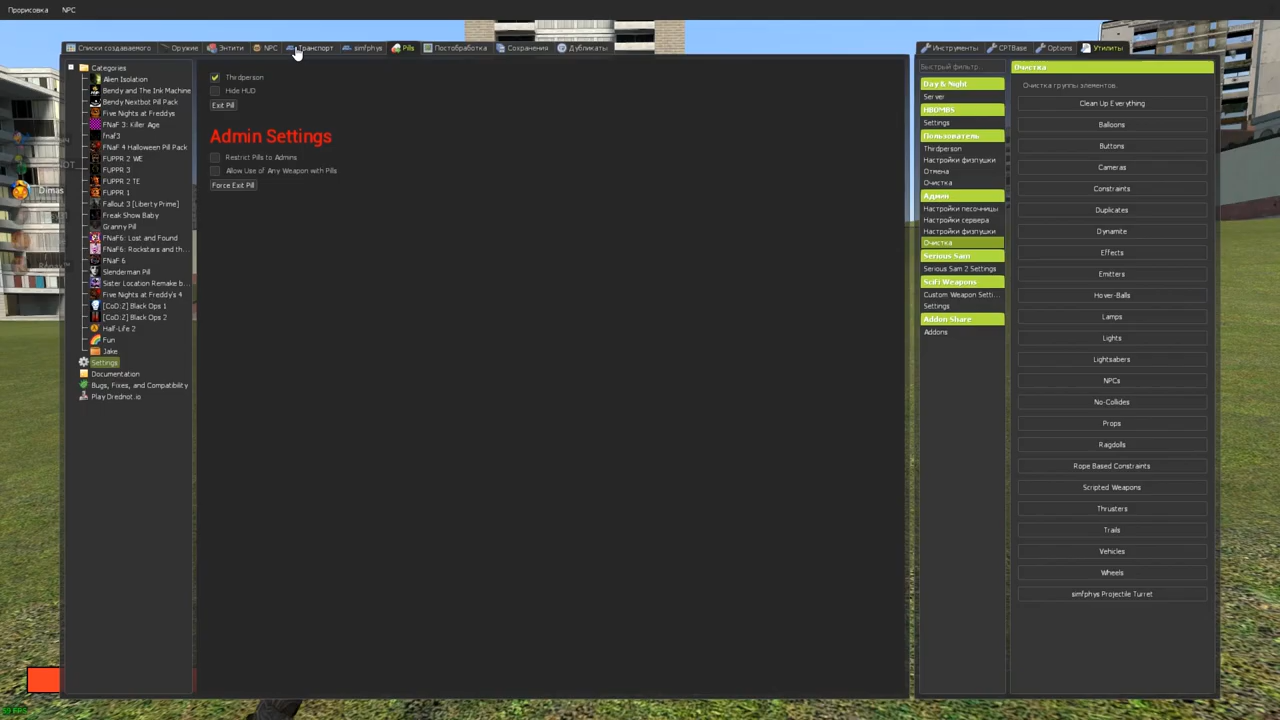 Прорисовка NPC
Списки создаваемого Оружие Энтити NPC Транспорт simfphys Pills Постобработка Сохранения Дубликаты
Инструменты CPTBase Options Утилиты
Categories
Alien Isolation
Bendy and The Ink Machine
Bendy Nextbot Pill Pack
Five Nights at Freddys
FNaF 3: Killer Age
fnaf3
FNAF 4 Halloween Pill Pack
FUPPR 2 WE
FUPPR 3
FUPPR 2 TE
FUPPR 1
Fallout 3 [Liberty Prime]
Freak Show Baby
Granny Pill
FNaF6: Lost and Found
FNaF6: Rockstars and th...
FNAF 6
Slenderman Pill
Sister Location Remake b...
Five Nights at Freddy's 4
[CoD:Z] Black Ops 1
[CoD:Z] Black Ops 2
Half-Life 2
Fun
Jake
Settings
Documentation
Bugs, Fixes, and Compatibility
Play Drednot.io
Thirdperson
Hide HUD
Exit Pill
Admin Settings
Restrict Pills to Admins
Allow Use of Any Weapon with Pills
Force Exit Pill
Быстрый фильтр...
Day & Night
Server
HBOMBS
Settings
Пользователь
Thirdperson
Настройки физпушки
Отмена
Очистка
Админ
Настройки песочницы
Настройки сервера
Настройки физпушки
Очистка
Serious Sam
Serious Sam 2 Settings
SciFi Weapons
Custom Weapon Setti...
Settings
Addon Share
Addons
Очистка
Очистка группы элементов.
Clean Up Everything
Balloons
Buttons
Cameras
Constraints
Duplicates
Dynamite
Effects
Emitters
Hover-Balls
Lamps
Lights
Lightsabers
NPCs
No-Collides
Props
Ragdolls
Rope Based Constraints
Scripted Weapons
Thrusters
Trails
Vehicles
Wheels
simfphys Projectile Turret
Dimas